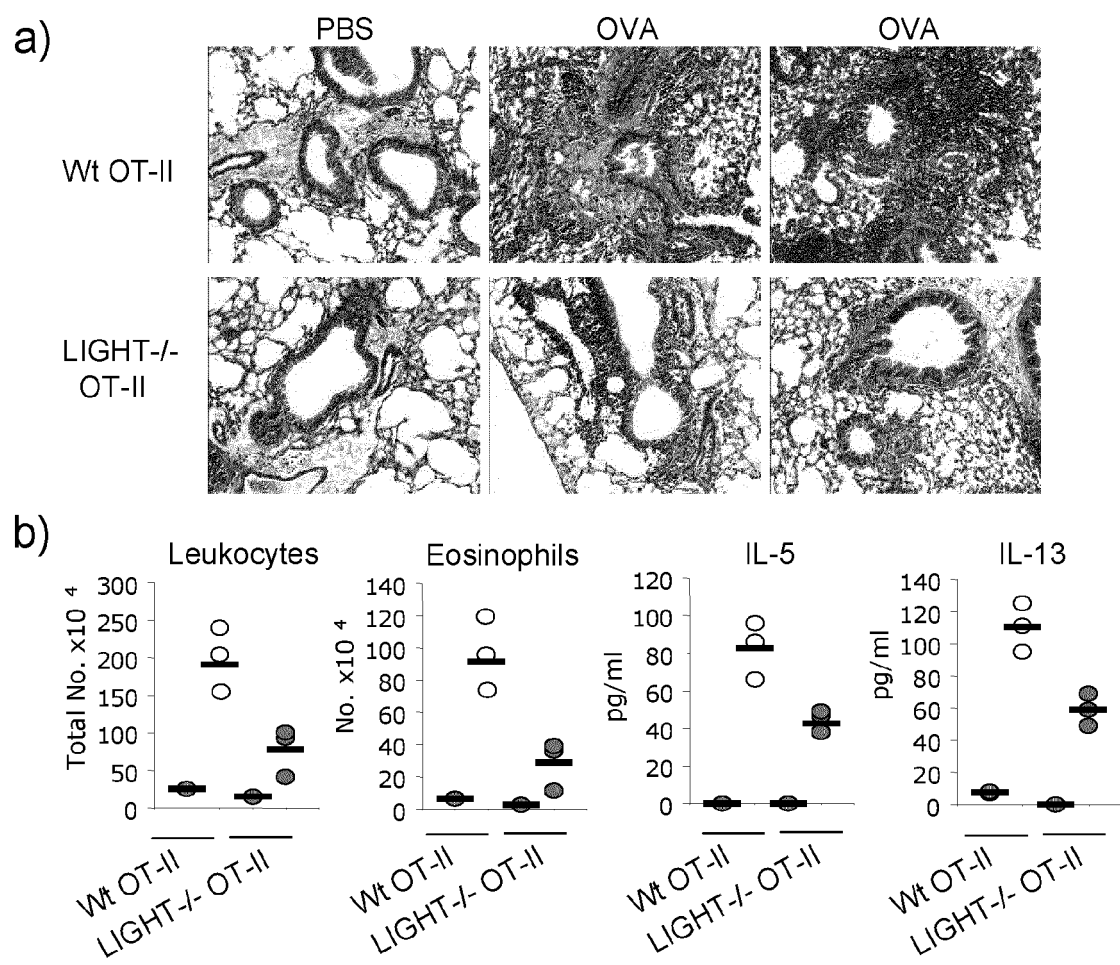 a)
PBS OVA OVA
Wt OT-II
LIGHT-/-
OT-II
b)
Leukocytes
Total No. x10 4
300
250
200
150
100
50
0
Wt OT-II
LIGHT-/- OT-II
Eosinophils
No. x10 4
140
120
100
80
60
40
20
0
Wt OT-II
LIGHT-/- OT-II
IL-5
pg/ml
120
100
80
60
40
20
0
Wt OT-II
LIGHT-/- OT-II
IL-13
pg/ml
140
120
100
80
60
40
20
0
Wt OT-II
LIGHT-/- OT-II